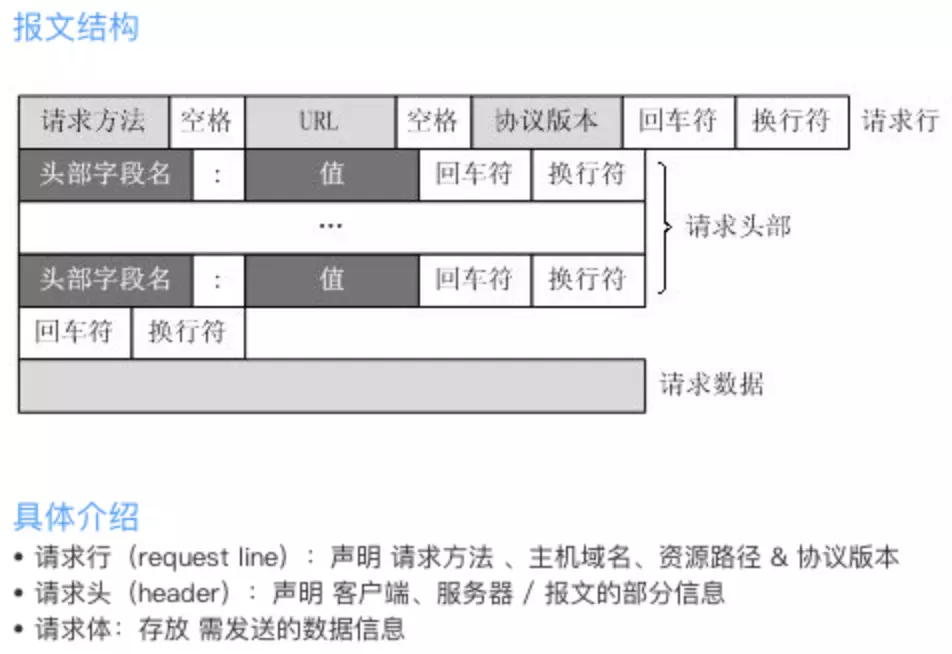 报文结构
请求方法 空格 URL 空格 协议版本 回车符 换行符 请求行
头部字段名 : 值 回车符 换行符
… 请求头部
头部字段名 : 值 回车符 换行符
回车符 换行符
请求数据
具体介绍
• 请求行（request line）：声明 请求方法 、主机域名、资源路径 & 协议版本
• 请求头（header）：声明 客户端、服务器 / 报文的部分信息
• 请求体：存放 需发送的数据信息